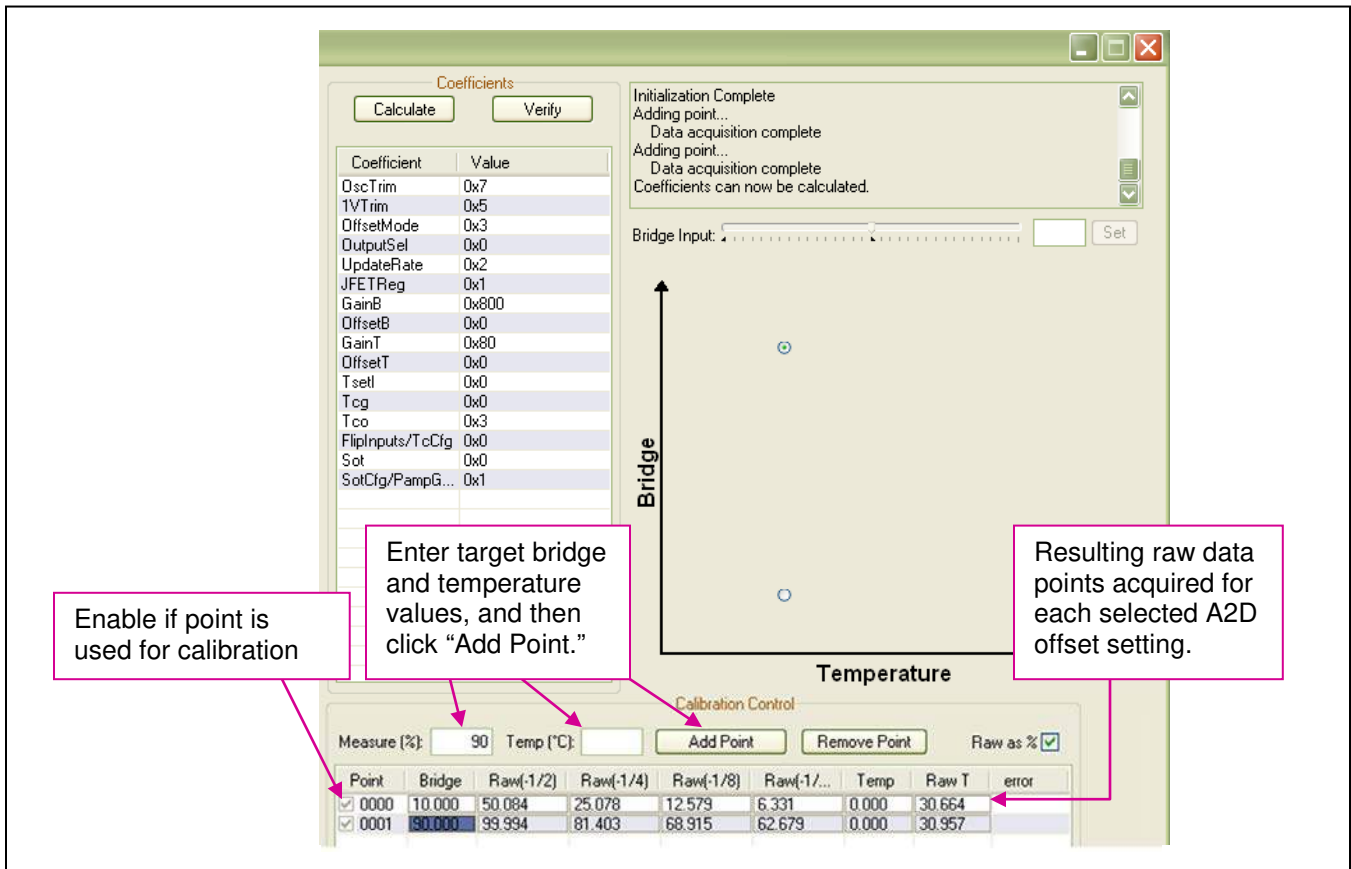 Coefficients
Calculate Verify
Coefficient Value
OscTrim 0x7
1VTrim 0x5
OffsetMode 0x3
OutputSel 0x0
UpdateRate 0x2
JFETReg 0x1
GainB 0x800
OffsetB 0x0
GainT 0x80
OffsetT 0x0
Tsetl 0x0
Tcg 0x0
Tco 0x3
FlipInputs/TcCfg 0x0
Sot 0x0
SotCfg/PampG... 0x1
Initialization Complete
Adding point...
Data acquisition complete
Adding point...
Data acquisition complete
Coefficients can now be calculated.
Bridge Input: Set
Bridge
Temperature
Enable if point is
used for calibration
Enter target bridge
and temperature
values, and then
click “Add Point.”
Resulting raw data
points acquired for
each selected A2D
offset setting.
Calibration Control
Measure (%): 90 Temp (°C): Add Point Remove Point Raw as %
Point Bridge Raw(-1/2) Raw(-1/4) Raw(-1/8) Raw(-1/... Temp Raw T error
0000 10.000 50.084 25.078 12.579 6.331 0.000 30.664
0001 90.000 99.994 81.403 68.915 62.679 0.000 30.957